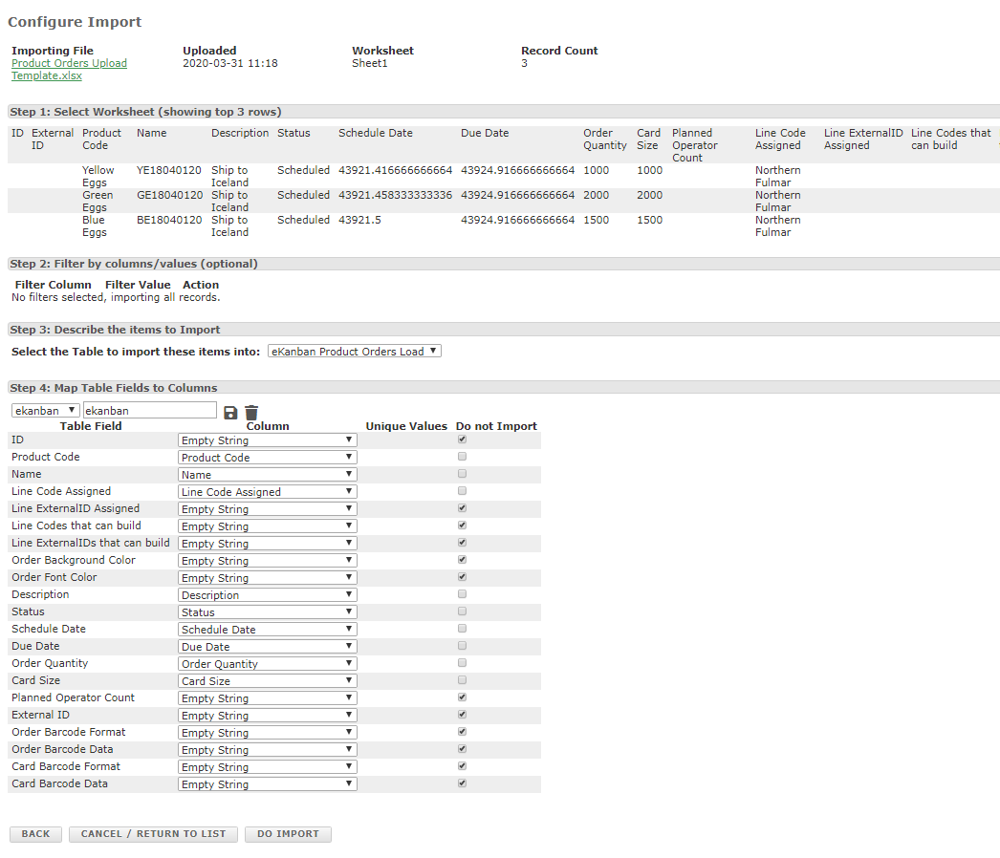 Configure Import
Importing File Uploaded Worksheet Record Count
Product Orders Upload 2020-03-31 11:18 Sheet1 3
Template.xlsx
Step 1: Select Worksheet (showing top 3 rows)
ID External Product Name Description Status Schedule Date Due Date Order Card Planned Line Code Line ExternalID Line Codes that
ID Code Quantity Size Operator Assigned Assigned can build
Count
Yellow YE18040120 Ship to Scheduled 43921.416666666664 43924.916666666664 1000 1000 Northern
Eggs Iceland Fulmar
Green GE18040120 Ship to Scheduled 43921.458333333336 43924.916666666664 2000 2000 Northern
Eggs Iceland Fulmar
Blue BE18040120 Ship to Scheduled 43921.5 43924.916666666664 1500 1500 Northern
Eggs Iceland Fulmar
Step 2: Filter by columns/values (optional)
Filter Column Filter Value Action
No filters selected, importing all records.
Step 3: Describe the items to Import
Select the Table to import these items into: eKanban Product Orders Load
Step 4: Map Table Fields to Columns
ekanban ekanban
Table Field Column Unique Values Do not Import
ID Empty String
Product Code Product Code
Name Name
Line Code Assigned Line Code Assigned
Line ExternalID Assigned Empty String
Line Codes that can build Empty String
Line ExternalIDs that can build Empty String
Order Background Color Empty String
Order Font Color Empty String
Description Description
Status Status
Schedule Date Schedule Date
Due Date Due Date
Order Quantity Order Quantity
Card Size Card Size
Planned Operator Count Empty String
External ID Empty String
Order Barcode Format Empty String
Order Barcode Data Empty String
Card Barcode Format Empty String
Card Barcode Data Empty String
BACK CANCEL / RETURN TO LIST DO IMPORT